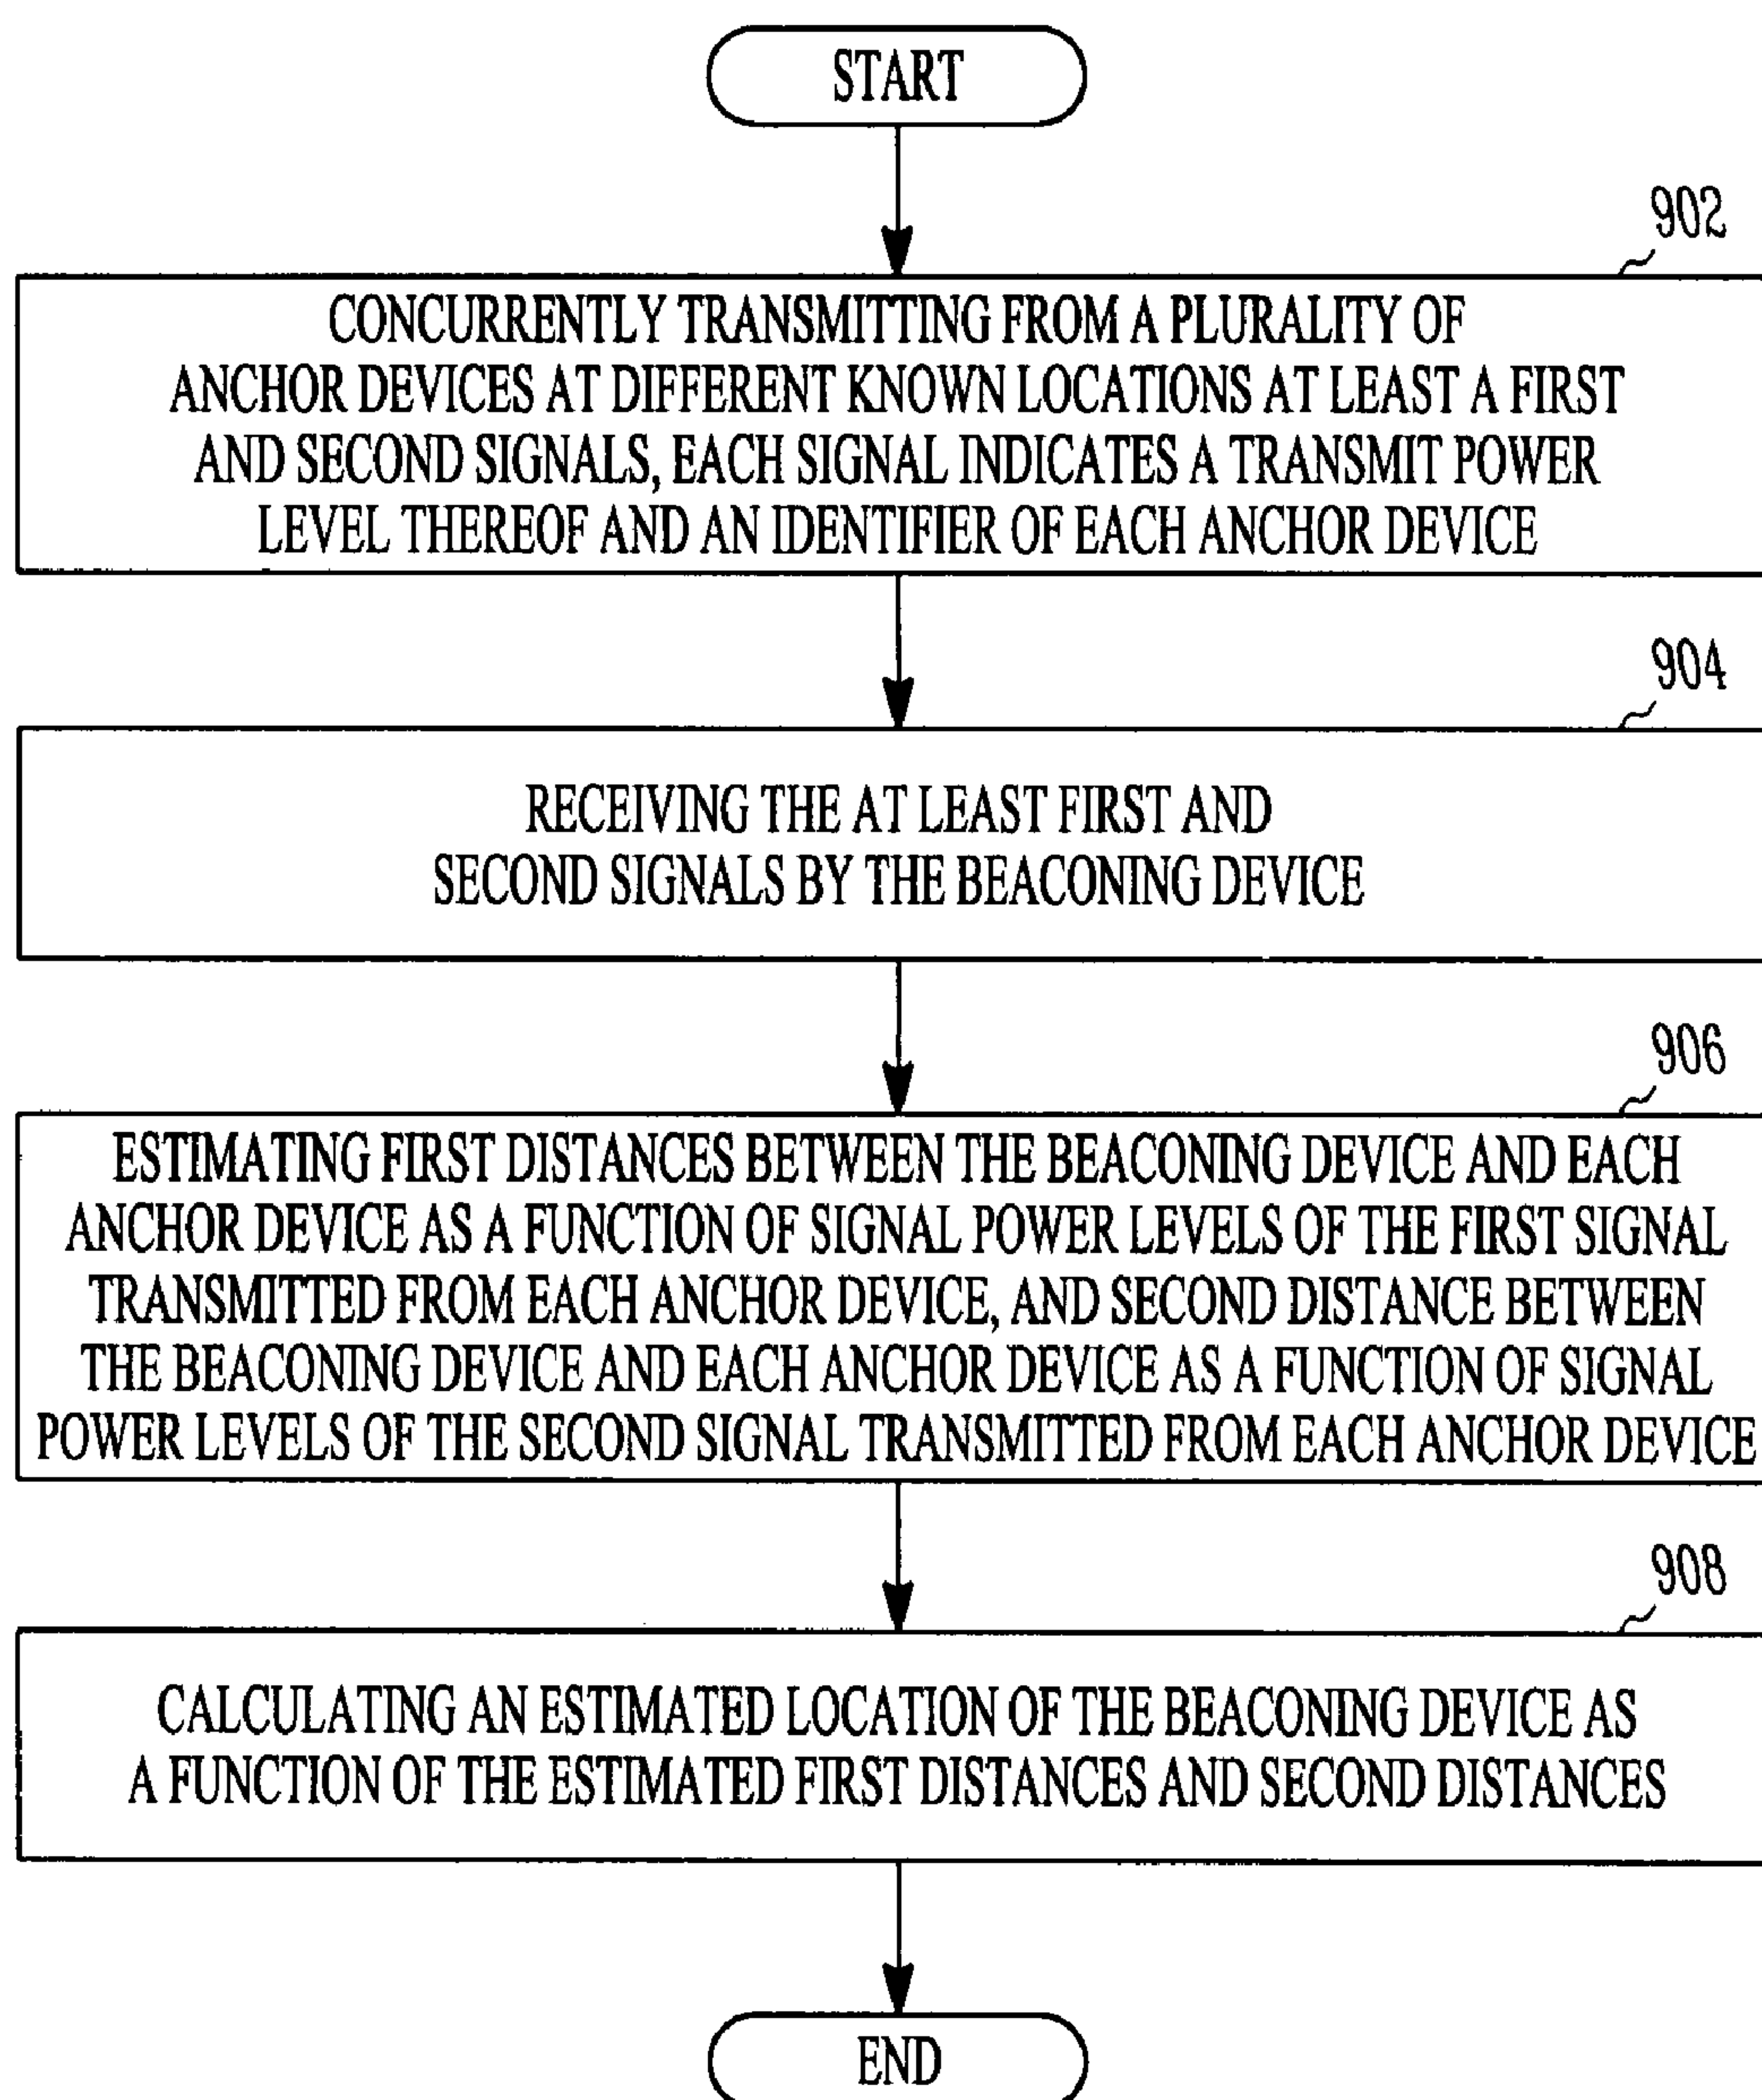 START
902
CONCURRENTLY TRANSMITTING FROM A PLURALITY OF
ANCHOR DEVICES AT DIFFERENT KNOWN LOCATIONS AT LEAST A FIRST
AND SECOND SIGNALS, EACH SIGNAL INDICATES A TRANSMIT POWER
LEVEL THEREOF AND AN IDENTIFIER OF EACH ANCHOR DEVICE
904
RECEIVING THE AT LEAST FIRST AND
SECOND SIGNALS BY THE BEACONING DEVICE
906
ESTIMATING FIRST DISTANCES BETWEEN THE BEACONING DEVICE AND EACH
ANCHOR DEVICE AS A FUNCTION OF SIGNAL POWER LEVELS OF THE FIRST SIGNAL
TRANSMITTED FROM EACH ANCHOR DEVICE, AND SECOND DISTANCE BETWEEN
THE BEACONING DEVICE AND EACH ANCHOR DEVICE AS A FUNCTION OF SIGNAL
POWER LEVELS OF THE SECOND SIGNAL TRANSMITTED FROM EACH ANCHOR DEVICE
908
CALCULATING AN ESTIMATED LOCATION OF THE BEACONING DEVICE AS
A FUNCTION OF THE ESTIMATED FIRST DISTANCES AND SECOND DISTANCES
END